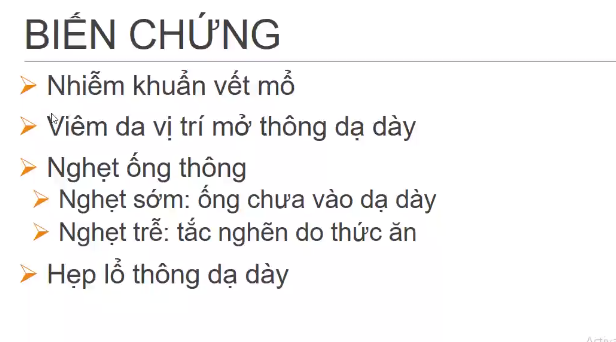 BIẾN CHỨNG
Nhiễm khuẩn vết mổ
Viêm da vị trí mở thông dạ dày
Nghẹt ống thông
Nghẹt sớm: ống chưa vào dạ dày
Nghẹt trễ: tắc nghẽn do thức ăn
Hẹp lổ thông dạ dày